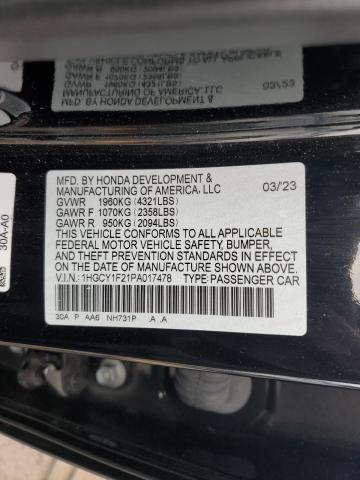 MFD. BY HONDA DEVELOPMENT &
MANUFACTURING OF AMERICA, LLC 03/23
GVWR 1960KG (4321LBS)
GAWR F 1070KG (2358LBS)
GAWR R 950KG (2094LBS)
THIS VEHICLE CONFORMS TO ALL APPLICABLE
FEDERAL MOTOR VEHICLE SAFETY, BUMPER,
AND THEFT PREVENTION STANDARDS IN EFFECT
ON THE DATE OF MANUFACTURE SHOWN ABOVE.
V.I.N.: 1HGCY1F21PA017478 TYPE: PASSENGER CAR
30A P AA6 NH731P .A .A
30A-A0